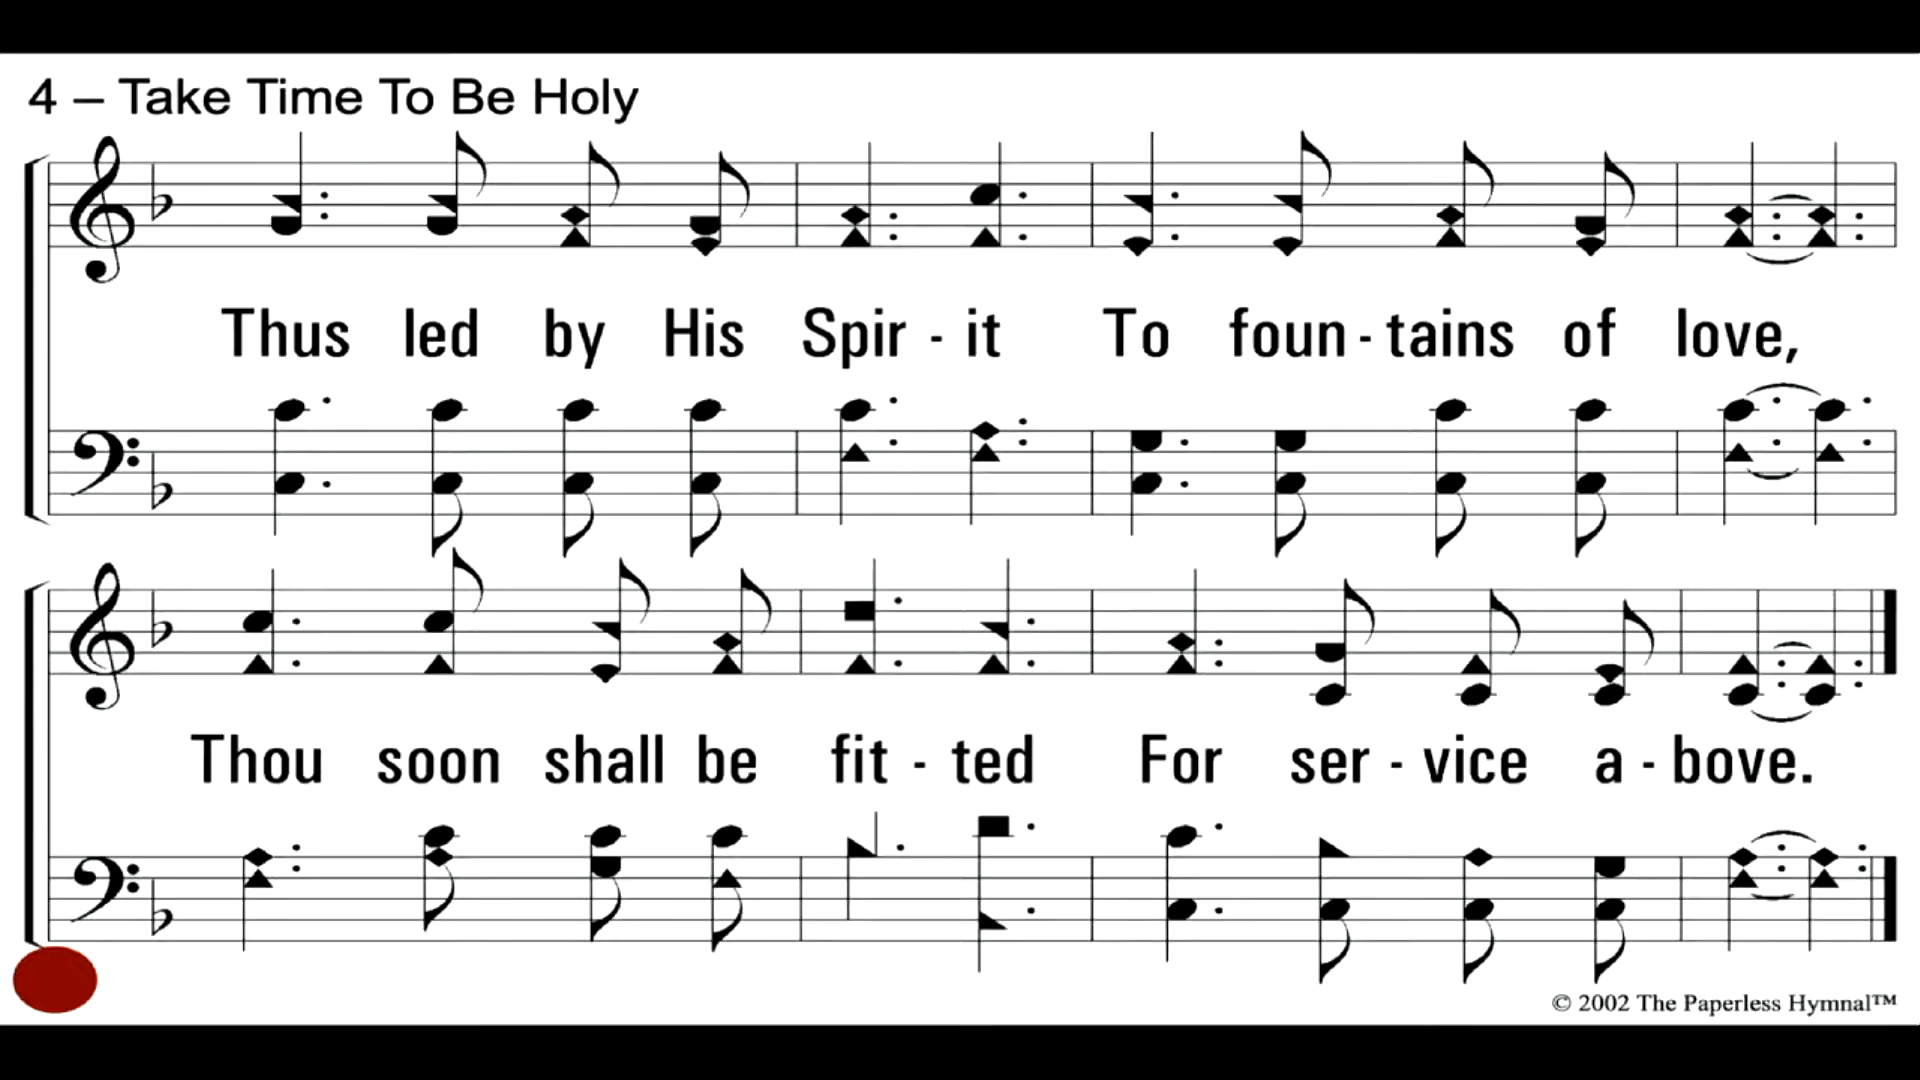 4 – Take Time To Be Holy
Thus led by His Spir - it To foun - tains of love,
Thou soon shall be fit - ted For ser - vice a - bove.
© 2002 The Paperless Hymnal™